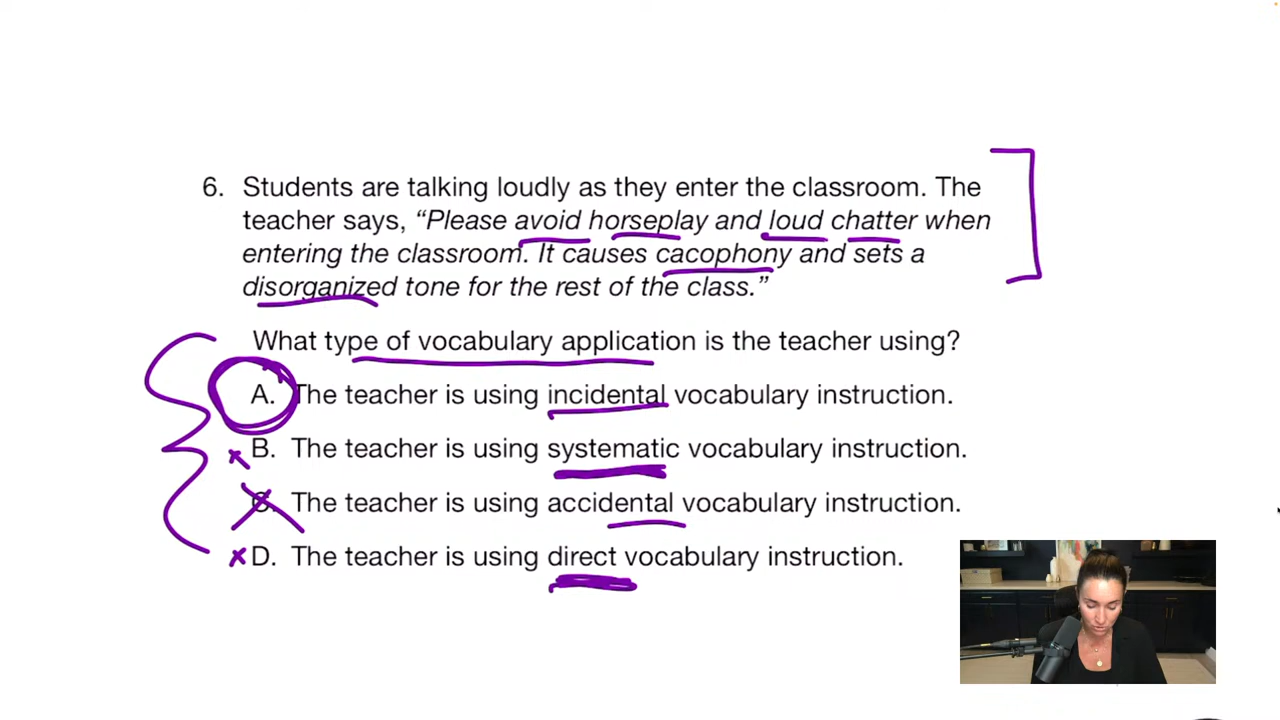 6. Students are talking loudly as they enter the classroom. The
teacher says, “Please avoid horseplay and loud chatter when
entering the classroom. It causes cacophony and sets a
disorganized tone for the rest of the class.”
What type of vocabulary application is the teacher using?
A. The teacher is using incidental vocabulary instruction.
B. The teacher is using systematic vocabulary instruction.
C. The teacher is using accidental vocabulary instruction.
D. The teacher is using direct vocabulary instruction.